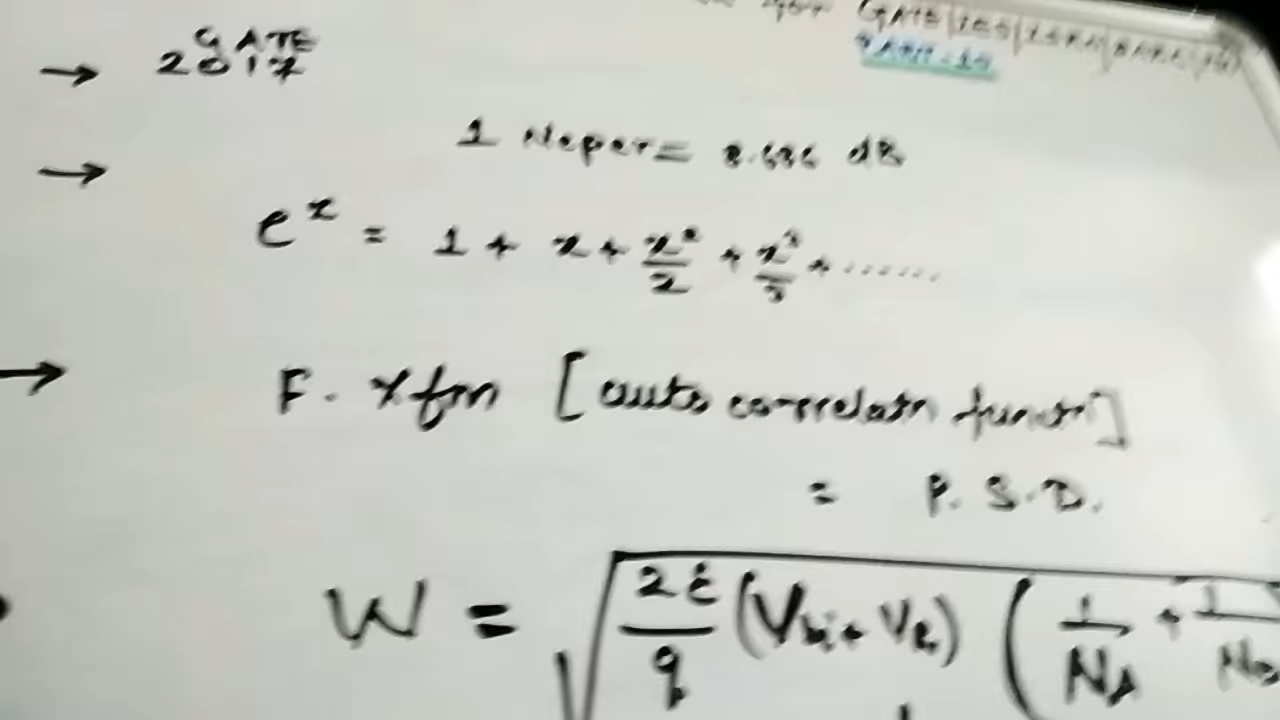 GATE
→ 2017
1 Neper = 8.686 dB
→
e^x = 1 + x + x²/2 + x³/3 + ......
→ F. xfm [auto correlatn functn]
= P. S. D.
W = √ 2ε/q (Vbi + VR) ( 1/NA + 1/ND